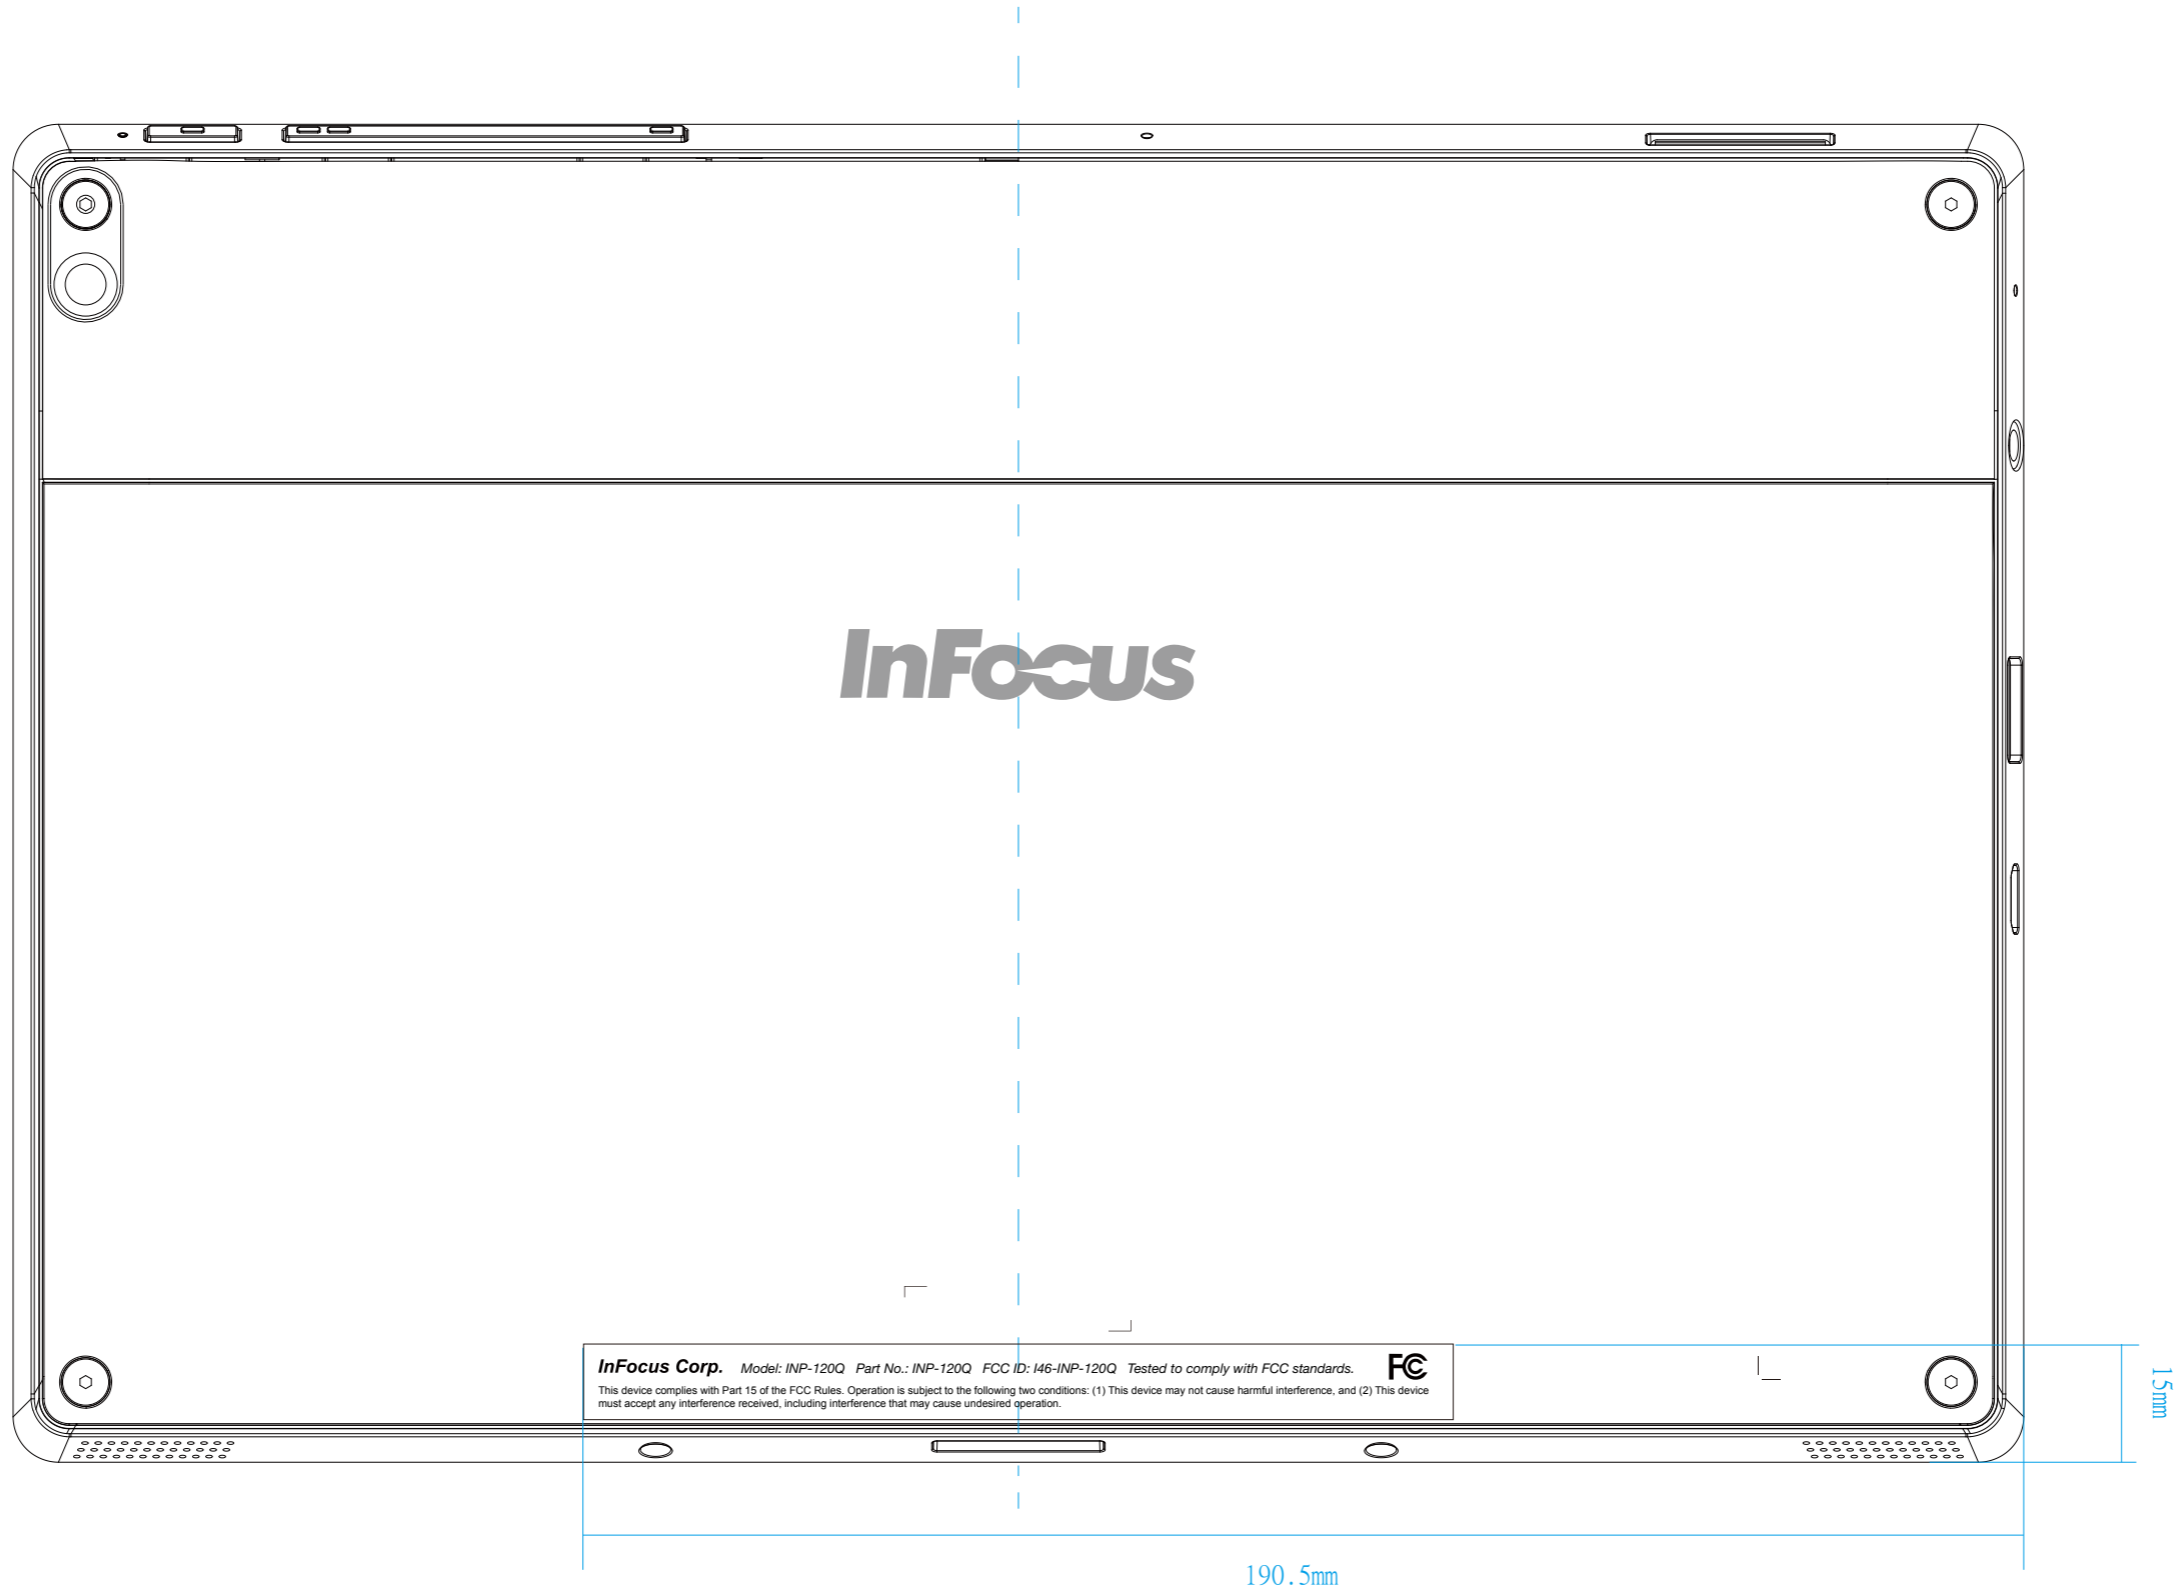 InFocus
InFocus Corp. Model: INP-120Q Part No.: INP-120Q FCC ID: I46-INP-120Q Tested to comply with FCC standards. FC
This device complies with Part 15 of the FCC Rules. Operation is subject to the following two conditions: (1) This device may not cause harmful interference, and (2) This device
must accept any interference received, including interference that may cause undesired operation.
15mm
190.5mm